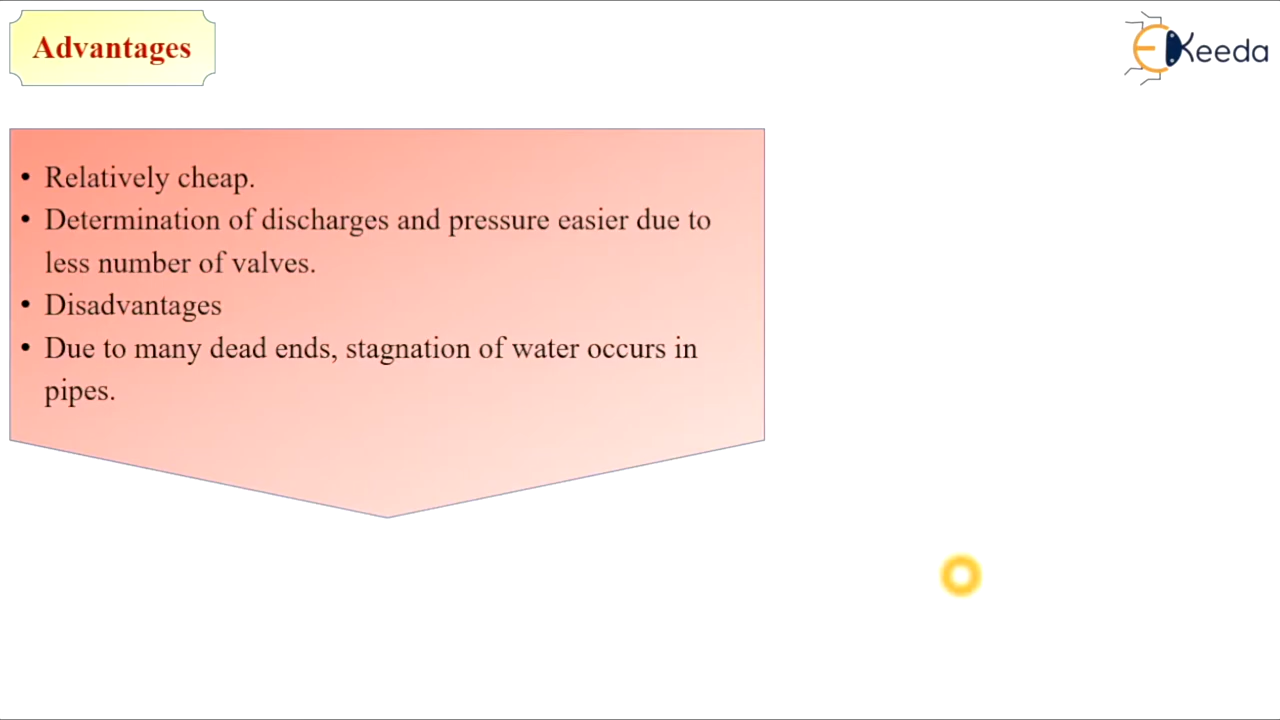 Advantages
EKeeda
• Relatively cheap.
• Determination of discharges and pressure easier due to
less number of valves.
• Disadvantages
• Due to many dead ends, stagnation of water occurs in
pipes.